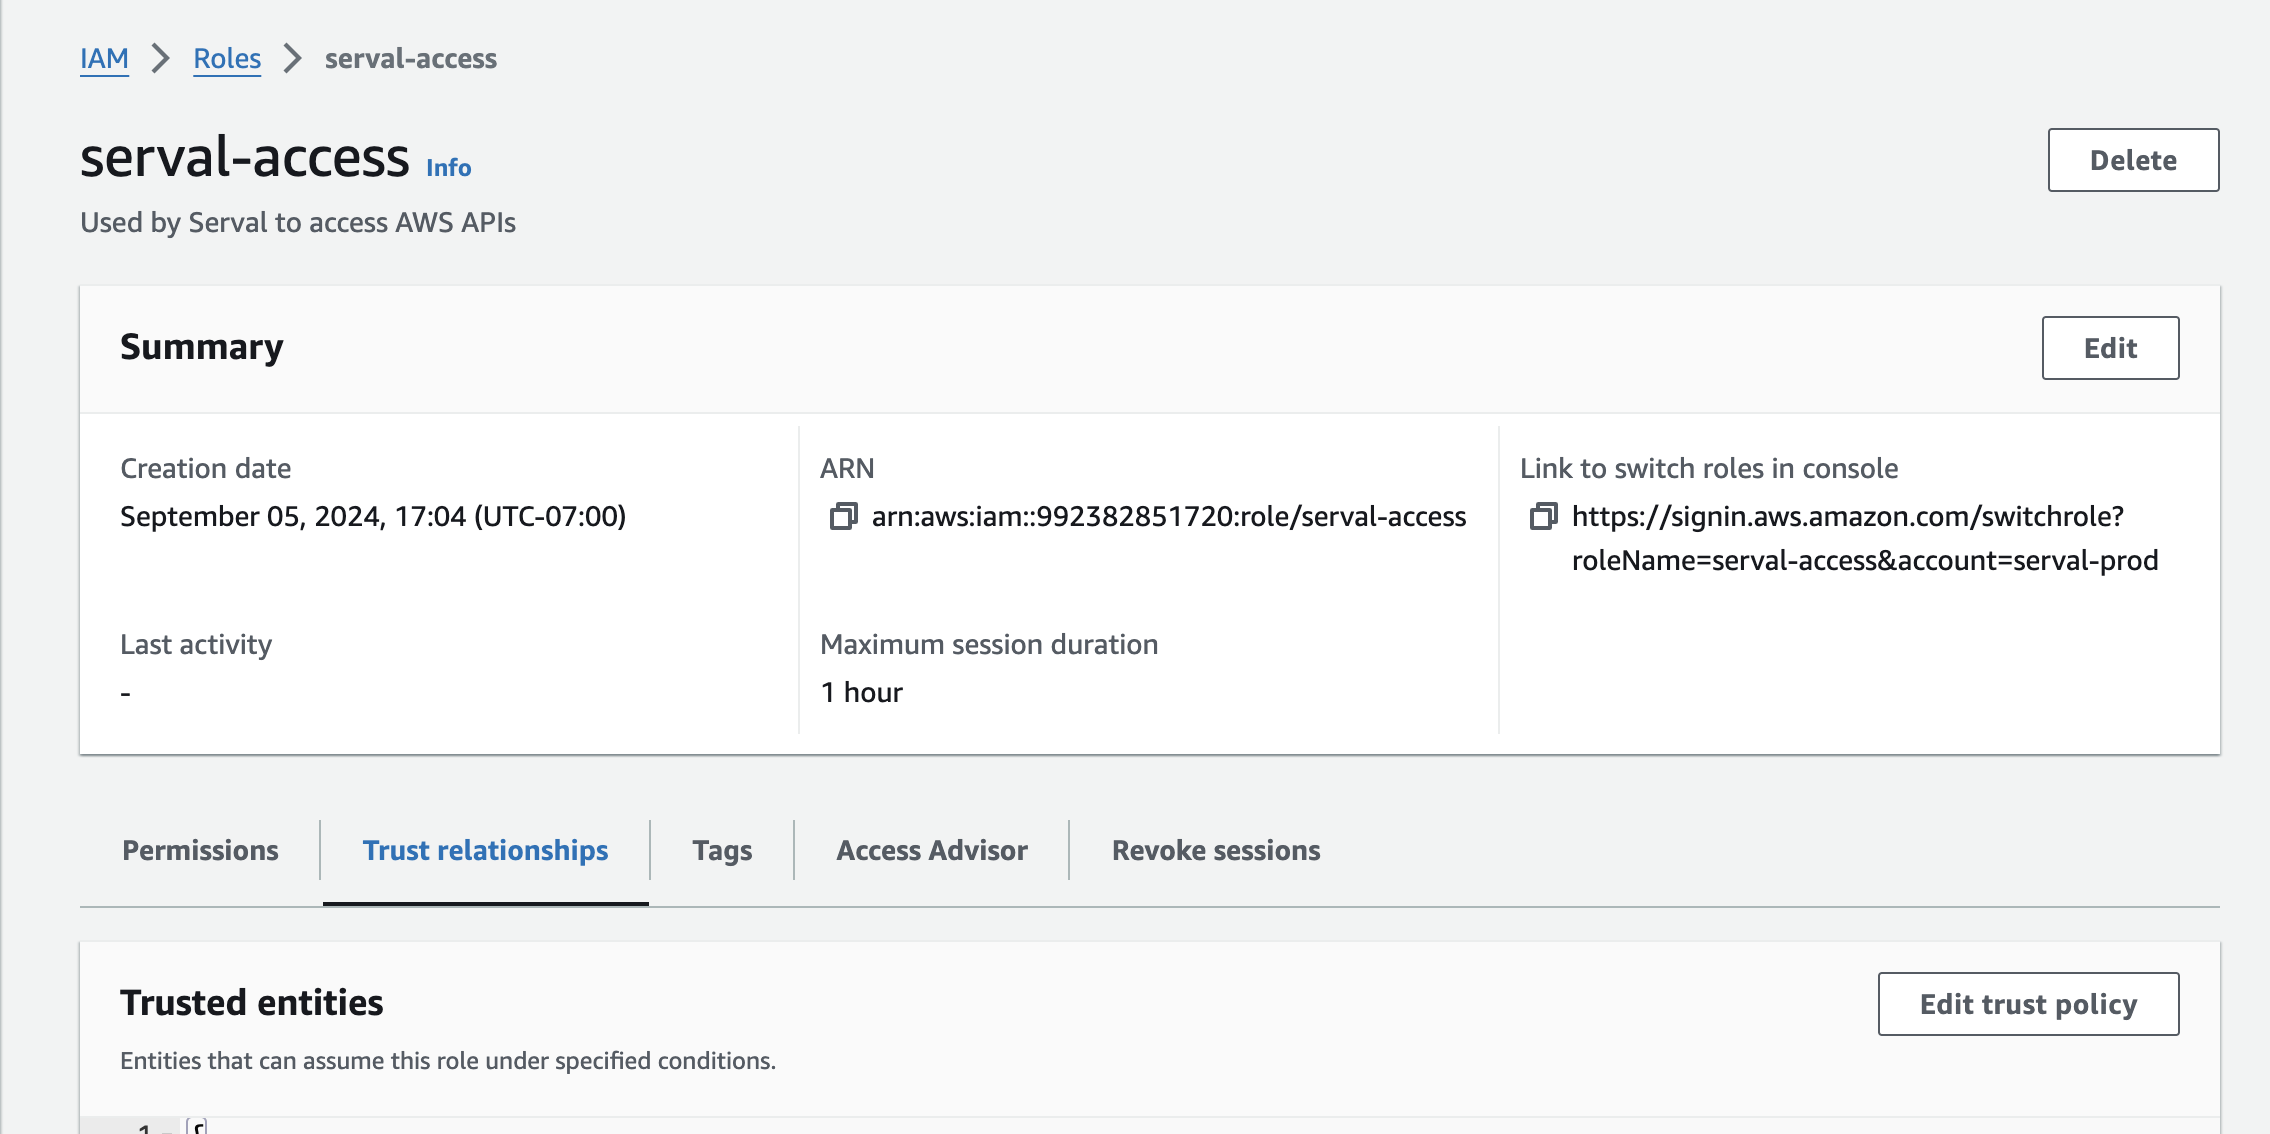 IAM > Roles > serval-access
serval-access Info
Delete
Used by Serval to access AWS APIs
Summary
Edit
Creation date
September 05, 2024, 17:04 (UTC-07:00)
ARN
arn:aws:iam::992382851720:role/serval-access
Link to switch roles in console
https://signin.aws.amazon.com/switchrole?
roleName=serval-access&account=serval-prod
Last activity
-
Maximum session duration
1 hour
Permissions
Trust relationships
Tags
Access Advisor
Revoke sessions
Trusted entities
Edit trust policy
Entities that can assume this role under specified conditions.
1 {